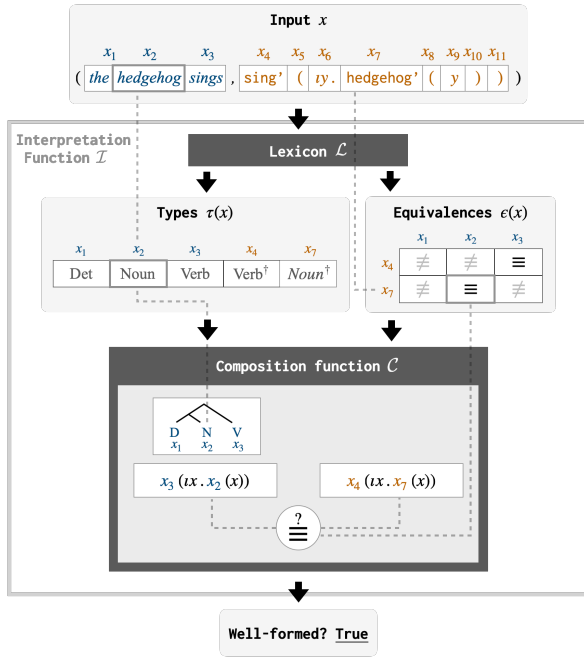 Input x
x1 x2 x3 x4 x5 x6 x7 x8 x9 x10 x11
( the hedgehog sings , sing' ( ιy. hedgehog' ( y ) ) )
Interpretation
Function ℐ
Lexicon ℒ
Types τ(x)
x1 x2 x3 x4 x7
Det Noun Verb Verb† Noun†
Equivalences ϵ(x)
x1 x2 x3
x4 ≢ ≢ ≡
x7 ≢ ≡ ≢
Composition function 𝒞
D N V
x1 x2 x3
x3 (ιx . x2 (x)) x4 (ιx . x7 (x))
?
≡
Well-formed? True